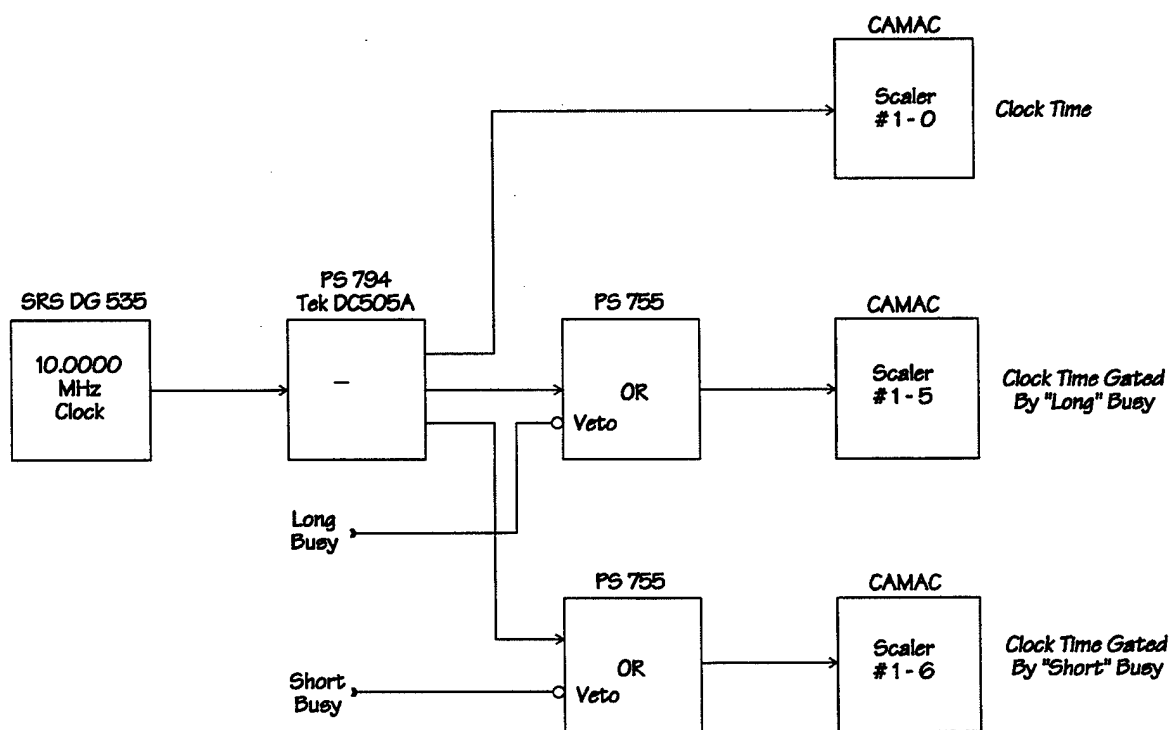 CAMAC
Scaler
#1-0
Clock Time
SRS DG 535
10.0000
MHz
Clock
PS 794
Tek DC505A
—
PS 755
OR
Veto
CAMAC
Scaler
#1-5
Clock Time Gated
By "Long" Busy
Long
Busy
PS 755
OR
Veto
CAMAC
Scaler
#1-6
Clock Time Gated
By "Short" Busy
Short
Busy